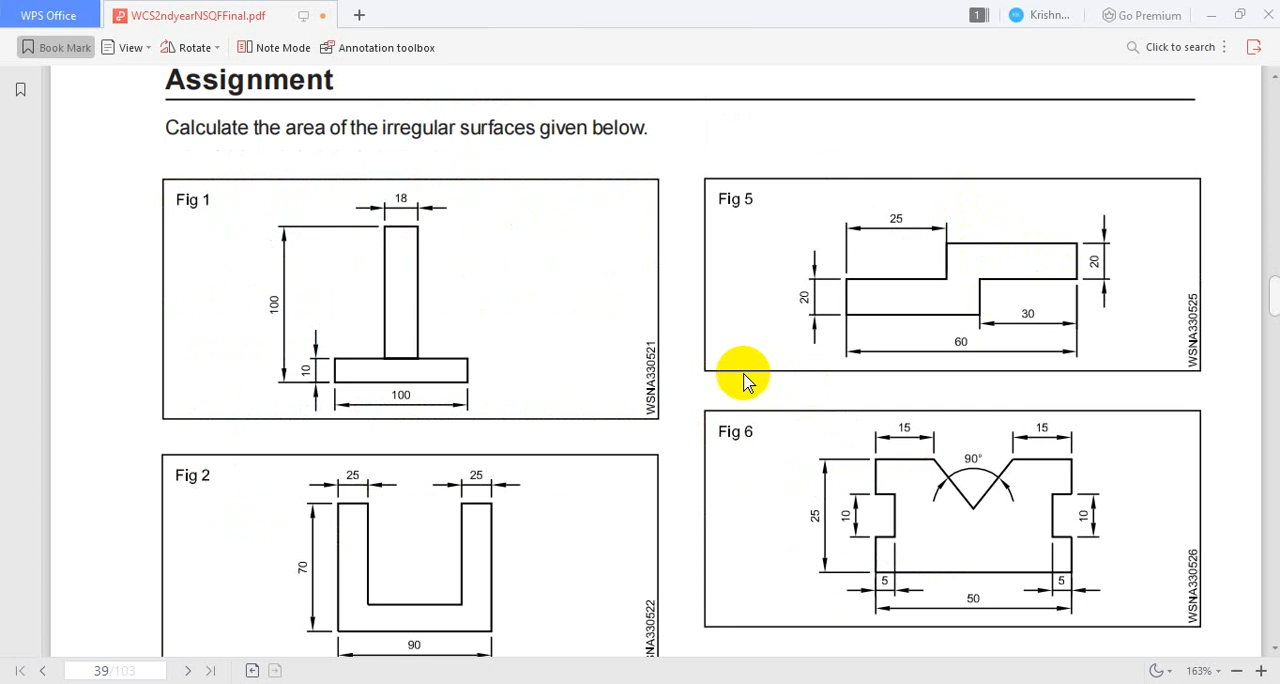 WPS Office
WCS2ndyearNSQFFinal.pdf
1
KR
Krishn...
Go Premium
Book Mark
View
Rotate
Note Mode
Annotation toolbox
Click to search
Assignment
Calculate the area of the irregular surfaces given below.
Fig 1
18
100
10
100
WSNA330521
Fig 2
25
25
70
90
WSNA330522
Fig 5
25
20
20
30
60
WSNA330525
Fig 6
15
15
90°
25
10
10
5
5
50
WSNA330526
39/103
163%